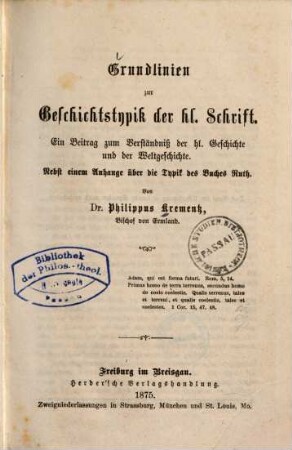 Grundlinien
zur
Geschichtstypik der hl. Schrift.
Ein Beitrag zum Verständniß der hl. Geschichte
und der Weltgeschichte.
Nebst einem Anhange über die Typik des Buches Ruth.
Von
Dr. Philippus Krementz,
Bischof von Ermland.
Bibliothek
der Philos.-theol.
PASSAU
Adam, qui est forma futuri, Rom. 5, 14.
Primus homo de terra terrenus, secundus homo
de coelo coelestis. Qualis terrenus, tales
et terreni, et qualis coelestis, tales et
coelestes, 1 Cor. 15, 47. 48.
Freiburg im Breisgau.
Herder'sche Verlagshandlung.
1875.
Zweigniederlassungen in Strassburg, München und St. Louis, Mo.